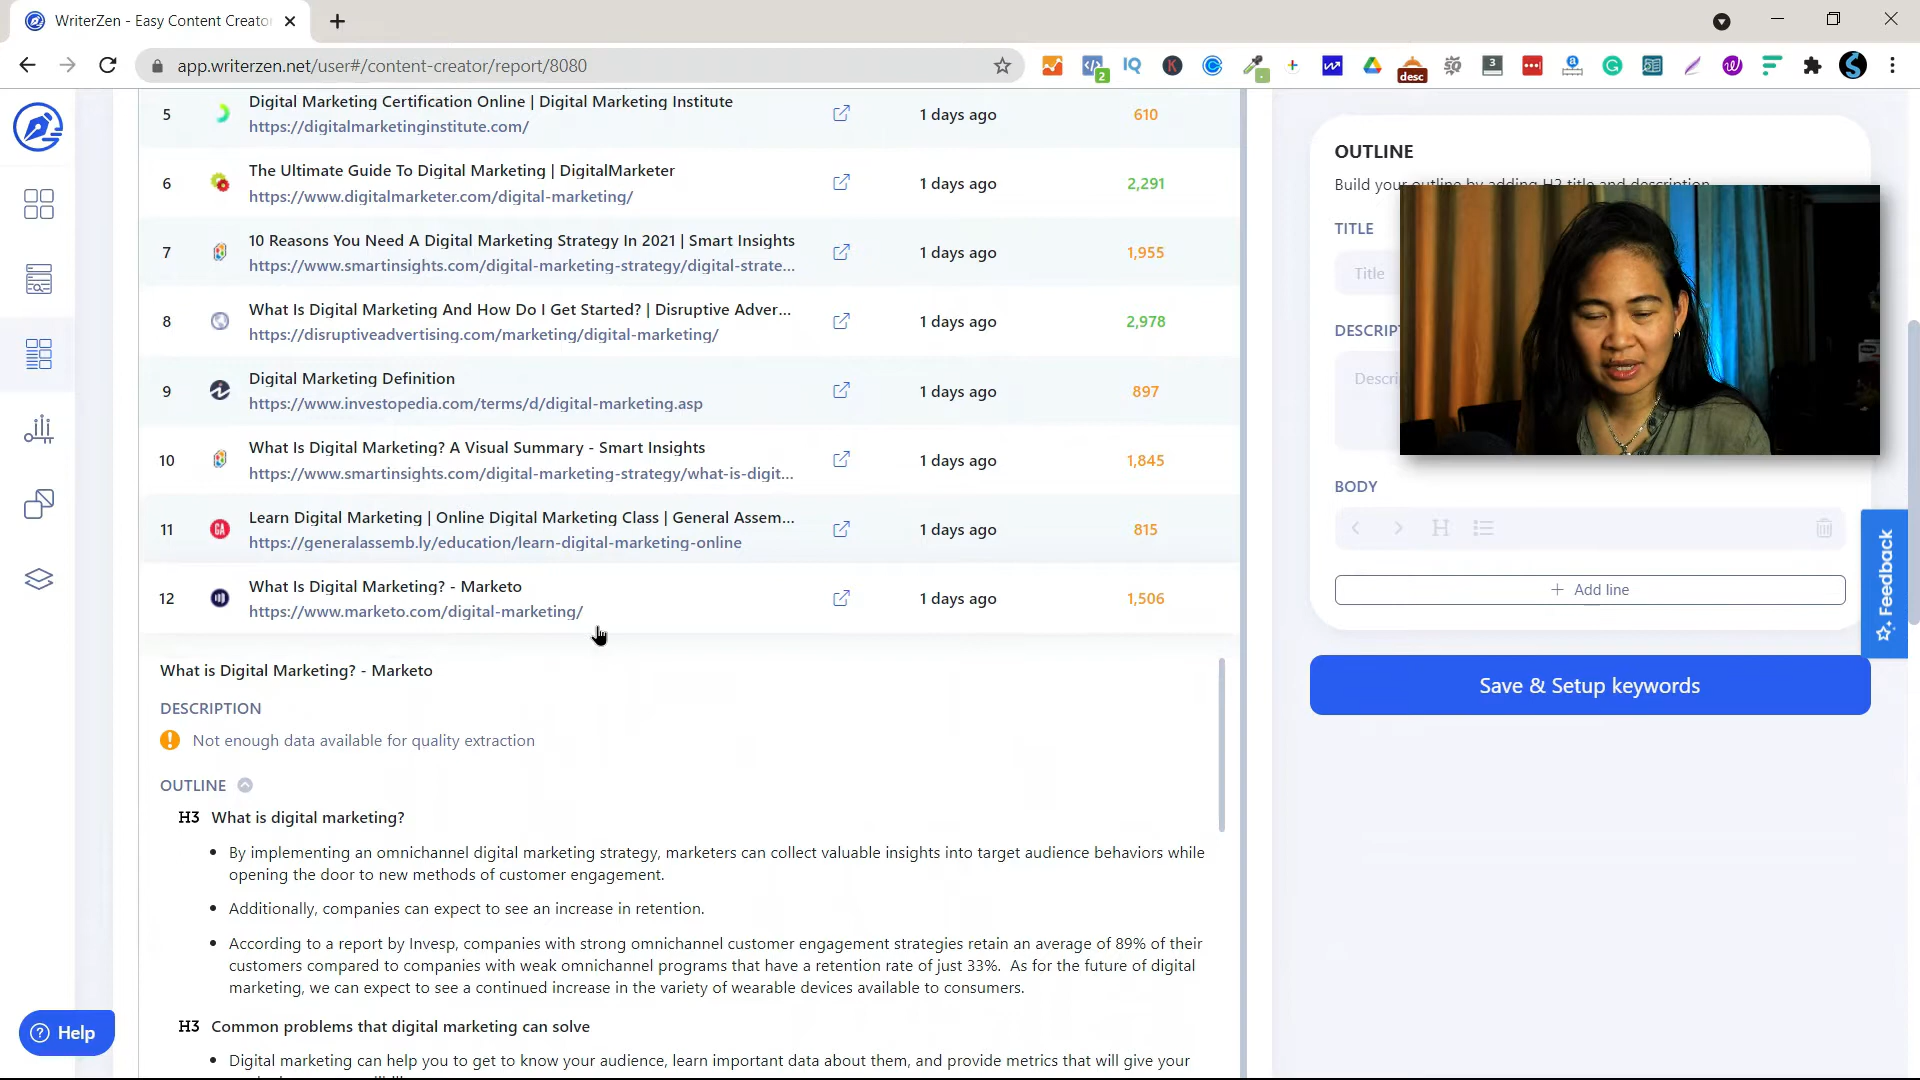 WriterZen - Easy Content Creato
app.writerzen.net/user#/content-creator/report/8080
2
desc
3
5
Digital Marketing Certification Online | Digital Marketing Institute
https://digitalmarketinginstitute.com/
1 days ago
610
6
The Ultimate Guide To Digital Marketing | DigitalMarketer
https://www.digitalmarketer.com/digital-marketing/
1 days ago
2,291
7
10 Reasons You Need A Digital Marketing Strategy In 2021 | Smart Insights
https://www.smartinsights.com/digital-marketing-strategy/digital-strate...
1 days ago
1,955
8
What Is Digital Marketing And How Do I Get Started? | Disruptive Adver...
https://disruptiveadvertising.com/marketing/digital-marketing/
1 days ago
2,978
9
Digital Marketing Definition
https://www.investopedia.com/terms/d/digital-marketing.asp
1 days ago
897
10
What Is Digital Marketing? A Visual Summary - Smart Insights
https://www.smartinsights.com/digital-marketing-strategy/what-is-digit...
1 days ago
1,845
11
GA
Learn Digital Marketing | Online Digital Marketing Class | General Assem...
https://generalassemb.ly/education/learn-digital-marketing-online
1 days ago
815
12
What Is Digital Marketing? - Marketo
https://www.marketo.com/digital-marketing/
1 days ago
1,506
What is Digital Marketing? - Marketo
DESCRIPTION
Not enough data available for quality extraction
OUTLINE
H3 What is digital marketing?
• By implementing an omnichannel digital marketing strategy, marketers can collect valuable insights into target audience behaviors while
opening the door to new methods of customer engagement.
• Additionally, companies can expect to see an increase in retention.
• According to a report by Invesp, companies with strong omnichannel customer engagement strategies retain an average of 89% of their
customers compared to companies with weak omnichannel programs that have a retention rate of just 33%. As for the future of digital
marketing, we can expect to see a continued increase in the variety of wearable devices available to consumers.
H3 Common problems that digital marketing can solve
• Digital marketing can help you to get to know your audience, learn important data about them, and provide metrics that will give your
Help
OUTLINE
Build your outline by adding H2 title and description
TITLE
Title
DESCRIP
Descri
BODY
H
+ Add line
Save & Setup keywords
Feedback